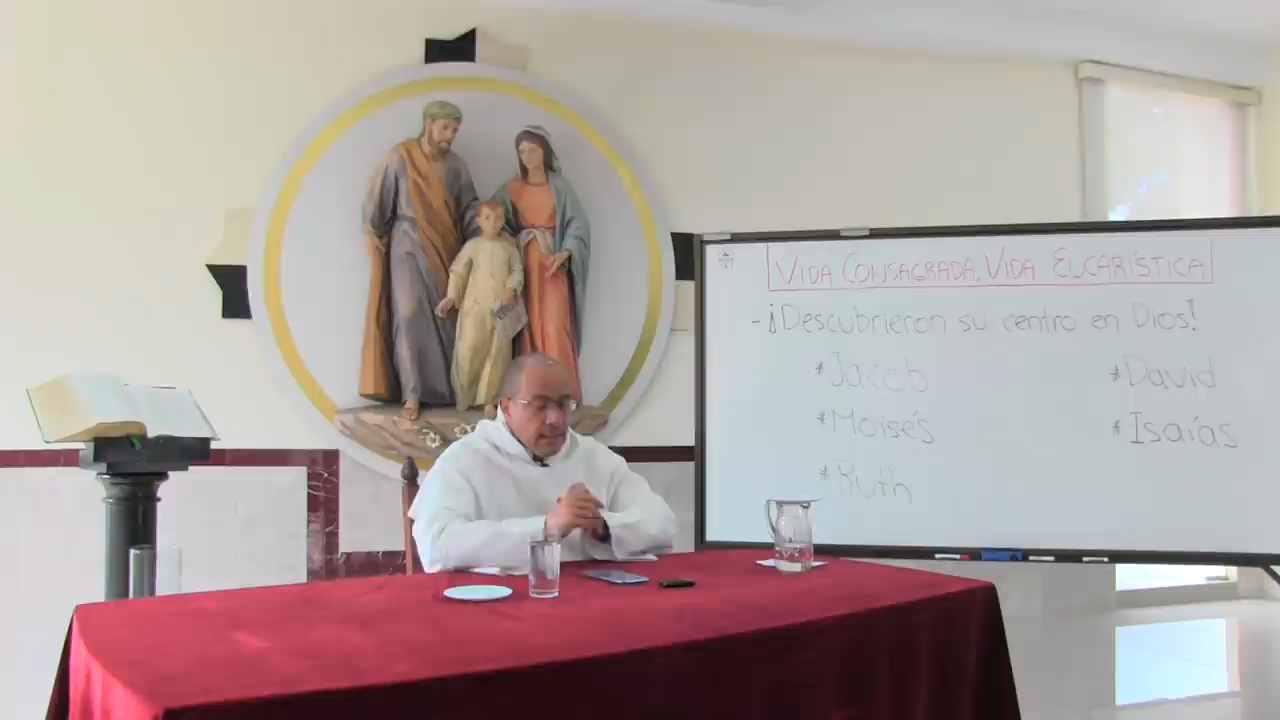 VIDA CONSAGRADA, VIDA EUCARÍSTICA
- ¡Descubrieron su centro en Dios!
* Jacob
* David
* Moisés
* Isaías
* Ruth